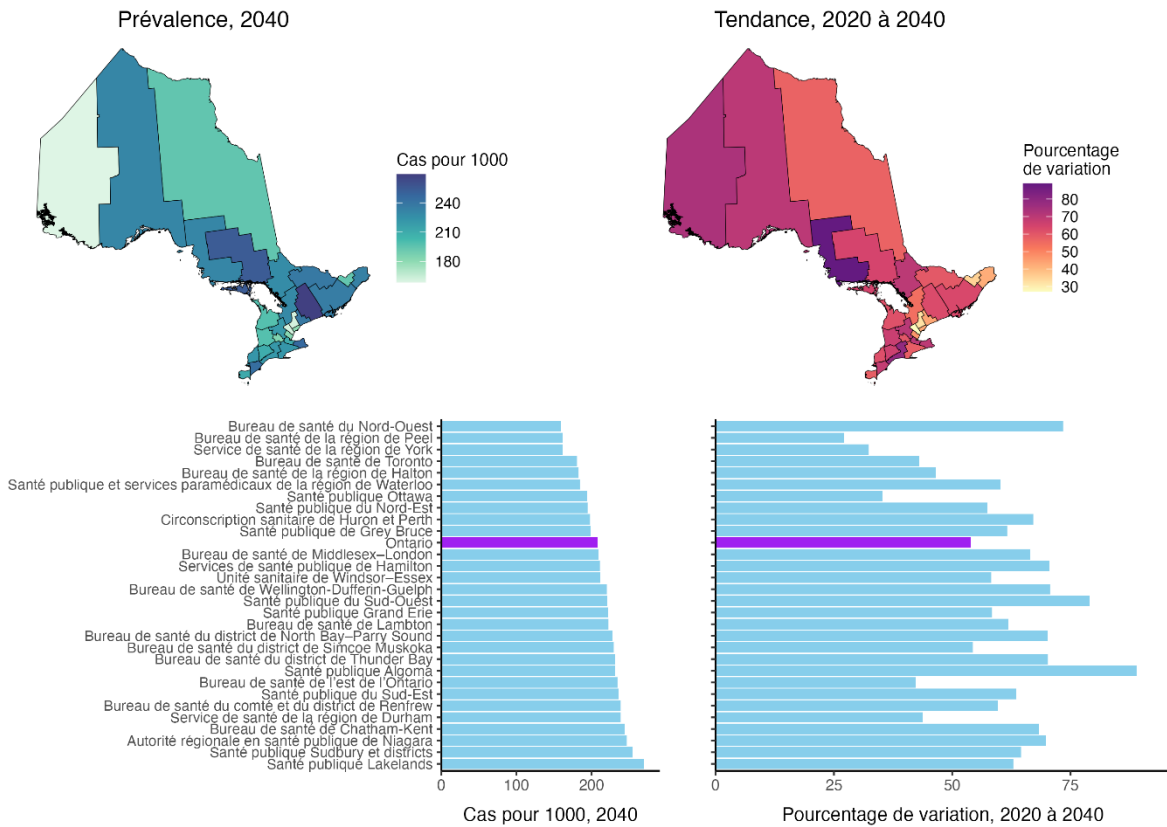 Prévalence, 2040
Cas pour 1000
240
210
180
Tendance, 2020 à 2040
Pourcentage
de variation
80
70
60
50
40
30
Bureau de santé du Nord-Ouest
Bureau de santé de la région de Peel
Service de santé de la région de York
Bureau de santé de Toronto
Bureau de santé de la région de Halton
Santé publique et services paramédicaux de la région de Waterloo
Santé publique Ottawa
Santé publique du Nord-Est
Circonscription sanitaire de Huron et Perth
Santé publique de Grey Bruce
Ontario
Bureau de santé de Middlesex–London
Services de santé publique de Hamilton
Unité sanitaire de Windsor–Essex
Bureau de santé de Wellington-Dufferin-Guelph
Santé publique du Sud-Ouest
Santé publique Grand Erie
Bureau de santé de Lambton
Bureau de santé du district de North Bay–Parry Sound
Bureau de santé du district de Simcoe Muskoka
Bureau de santé du district de Thunder Bay
Santé publique Algoma
Bureau de santé de l'est de l'Ontario
Santé publique du Sud-Est
Bureau de santé du comté et du district de Renfrew
Service de santé de la région de Durham
Bureau de santé de Chatham-Kent
Autorité régionale en santé publique de Niagara
Santé publique Sudbury et districts
Santé publique Lakelands
0 100 200
Cas pour 1000, 2040
0 25 50 75
Pourcentage de variation, 2020 à 2040